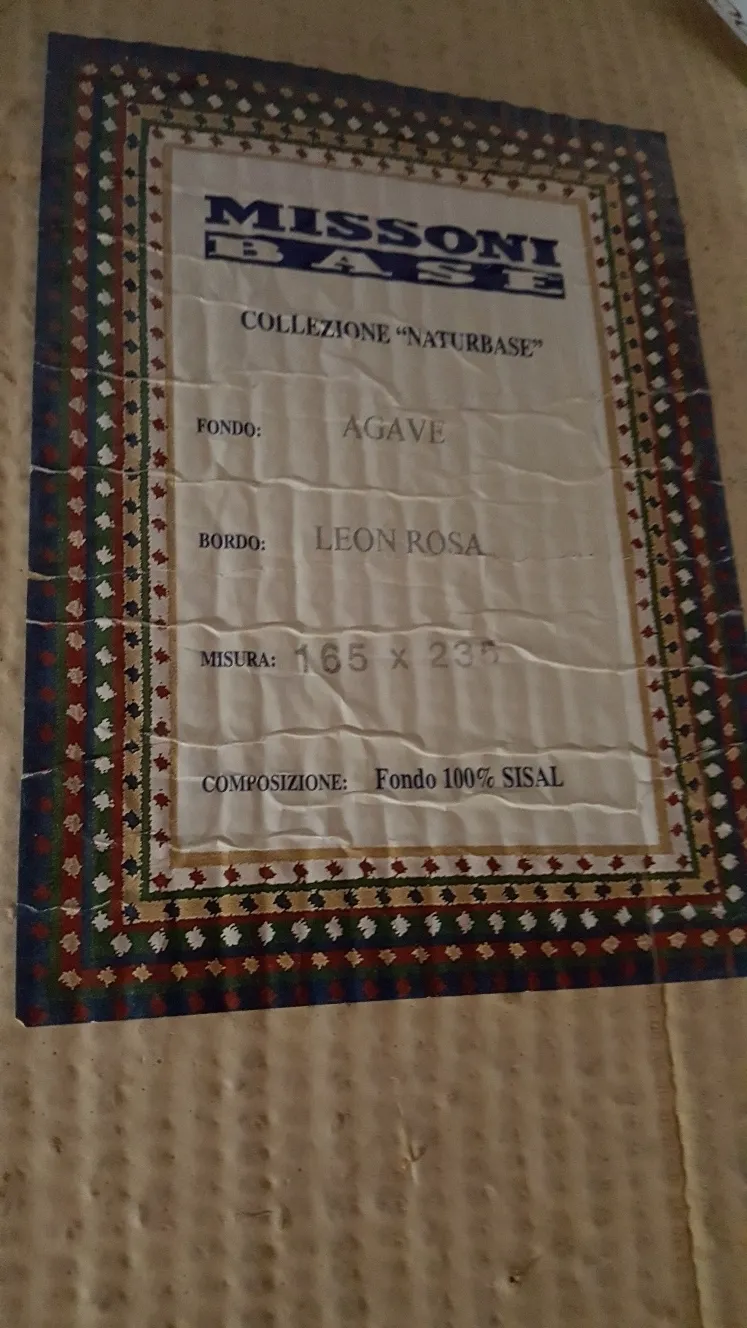 MISSONI
BASE
COLLEZIONE “NATURBASE”
FONDO: AGAVE
BORDO: LEON ROSA
MISURA: 165 x 235
COMPOSIZIONE: Fondo 100% SISAL